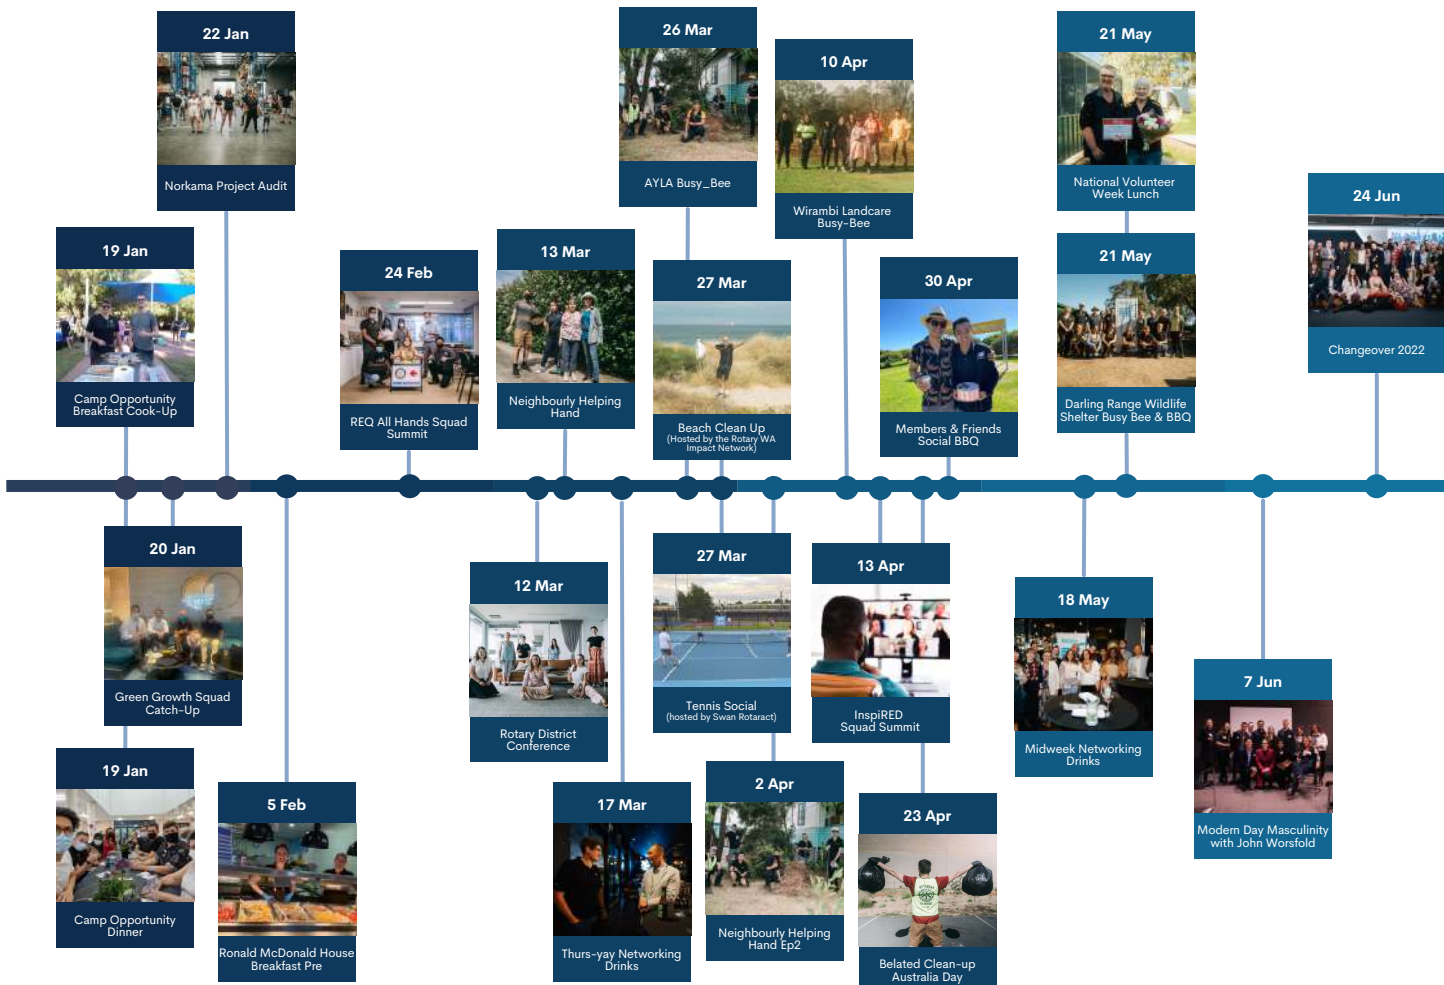 22 Jan
Norkama Project Audit
26 Mar
AYLA Busy_Bee
10 Apr
Wirambi Landcare
Busy-Bee
21 May
National Volunteer
Week Lunch
19 Jan
Camp Opportunity
Breakfast Cook-Up
24 Feb
REQ All Hands Squad
Summit
13 Mar
Neighbourly Helping
Hand
27 Mar
Beach Clean Up
(Hosted by the Rotary WA
Impact Network)
30 Apr
Members & Friends
Social BBQ
21 May
Darling Range Wildlife
Shelter Busy Bee & BBQ
24 Jun
Changeover 2022
20 Jan
Green Growth Squad
Catch-Up
19 Jan
Camp Opportunity
Dinner
5 Feb
Ronald McDonald House
Breakfast Pre
12 Mar
Rotary District
Conference
17 Mar
Thurs-yay Networking
Drinks
27 Mar
Tennis Social
(hosted by Swan Rotaract)
2 Apr
Neighbourly Helping
Hand Ep2
13 Apr
InspiRED
Squad Summit
23 Apr
Belated Clean-up
Australia Day
18 May
Midweek Networking
Drinks
7 Jun
Modern Day Masculinity
with John Worsfold